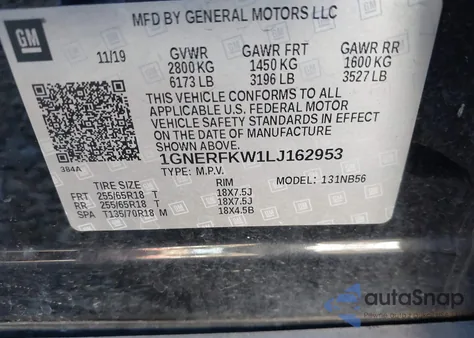 MFD BY GENERAL MOTORS LLC
GM
11/19 GVWR GAWR FRT GAWR RR
2800 KG 1450 KG 1600 KG
6173 LB 3196 LB 3527 LB
THIS VEHICLE CONFORMS TO ALL
APPLICABLE U.S. FEDERAL MOTOR
VEHICLE SAFETY STANDARDS IN EFFECT
ON THE DATE OF MANUFACTURE
SHOWN ABOVE.
384A
1GNERFKW1LJ162953
TYPE: M.P.V. MODEL: 131NB56
TIRE SIZE RIM
FRT 255/65R18 T 18X7.5J
RR 255/65R18 T 18X7.5J
SPA T135/70R18 M 18X4.5B
autoSnap